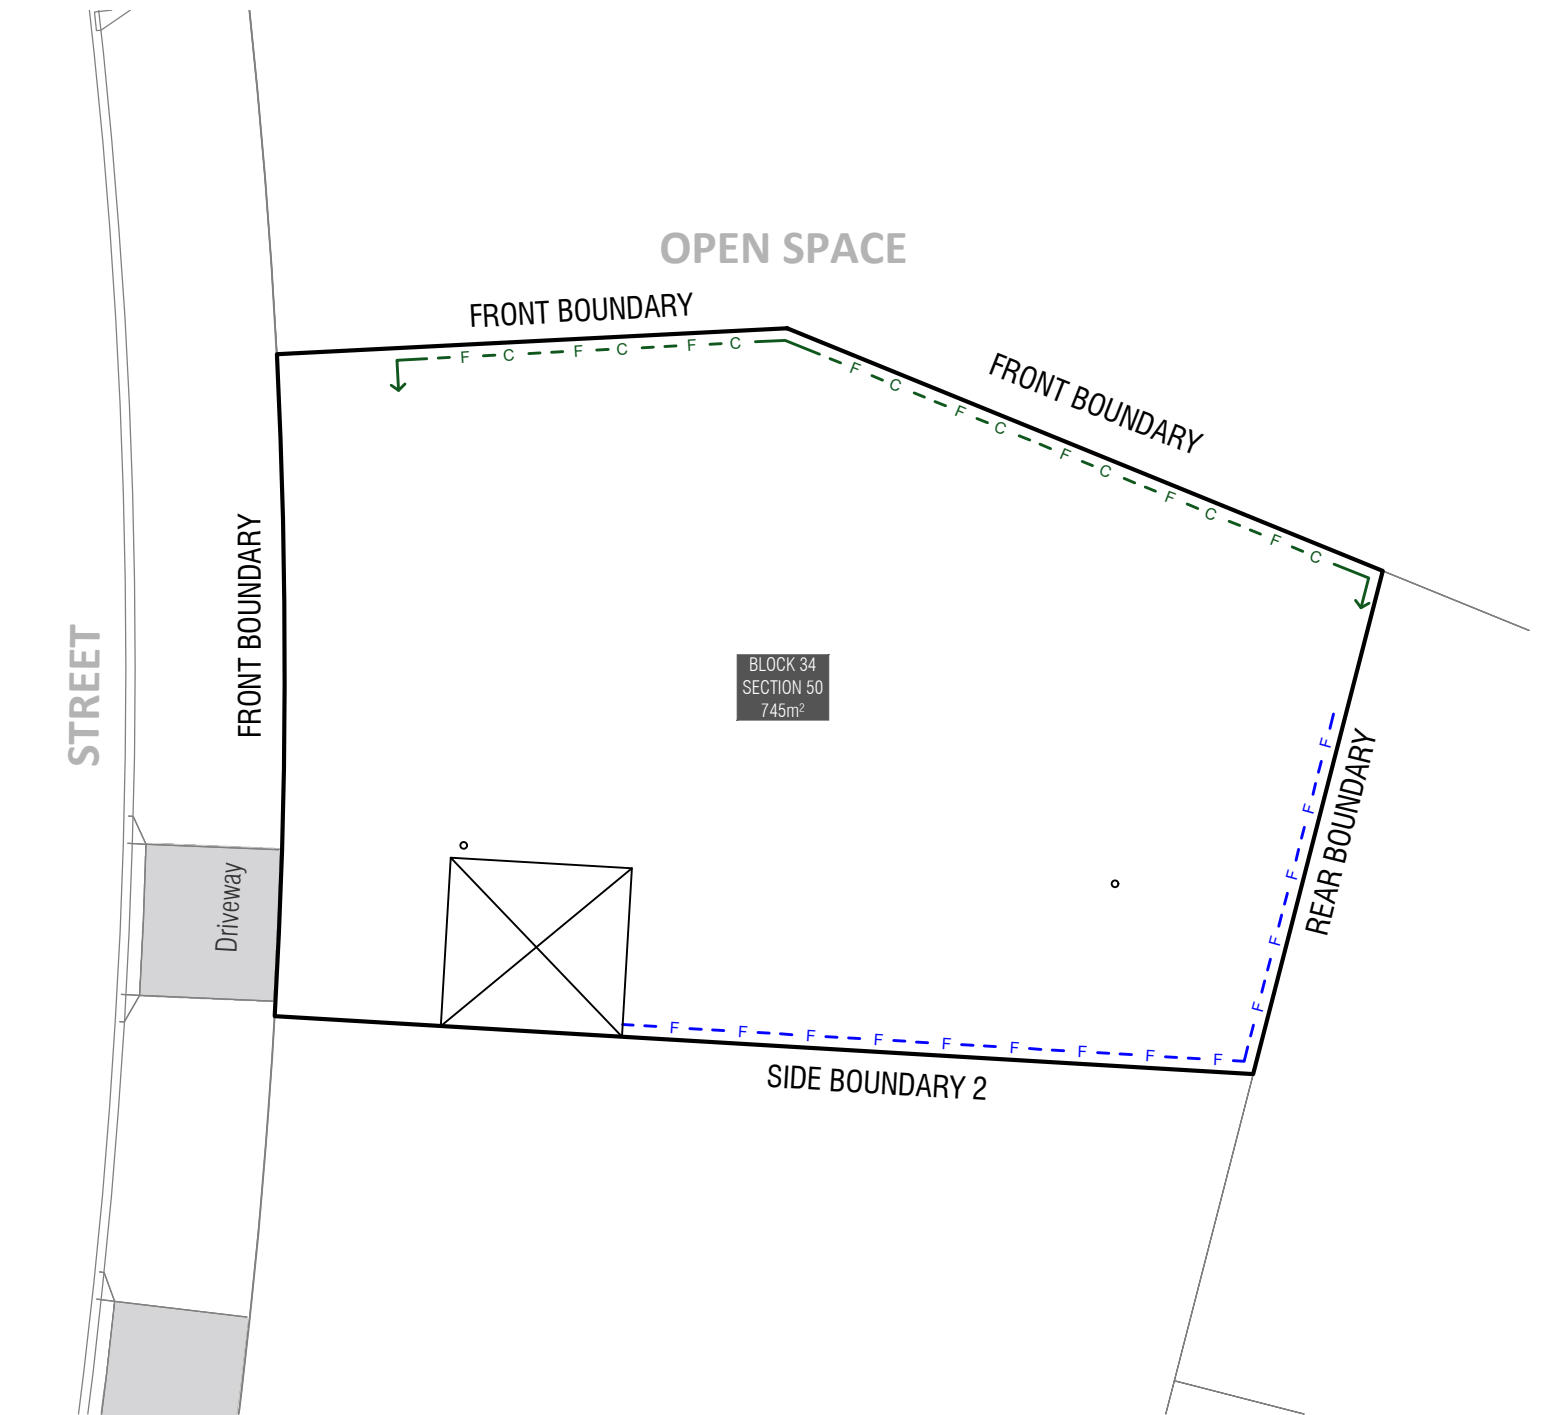 OPEN SPACE
FRONT BOUNDARY
FRONT BOUNDARY
F C F C F C
F C F C F C F C F C
FRONT BOUNDARY
STREET
BLOCK 34
SECTION 50
745m²
F F F F F
REAR BOUNDARY
Driveway
F F F F F F F F F
SIDE BOUNDARY 2